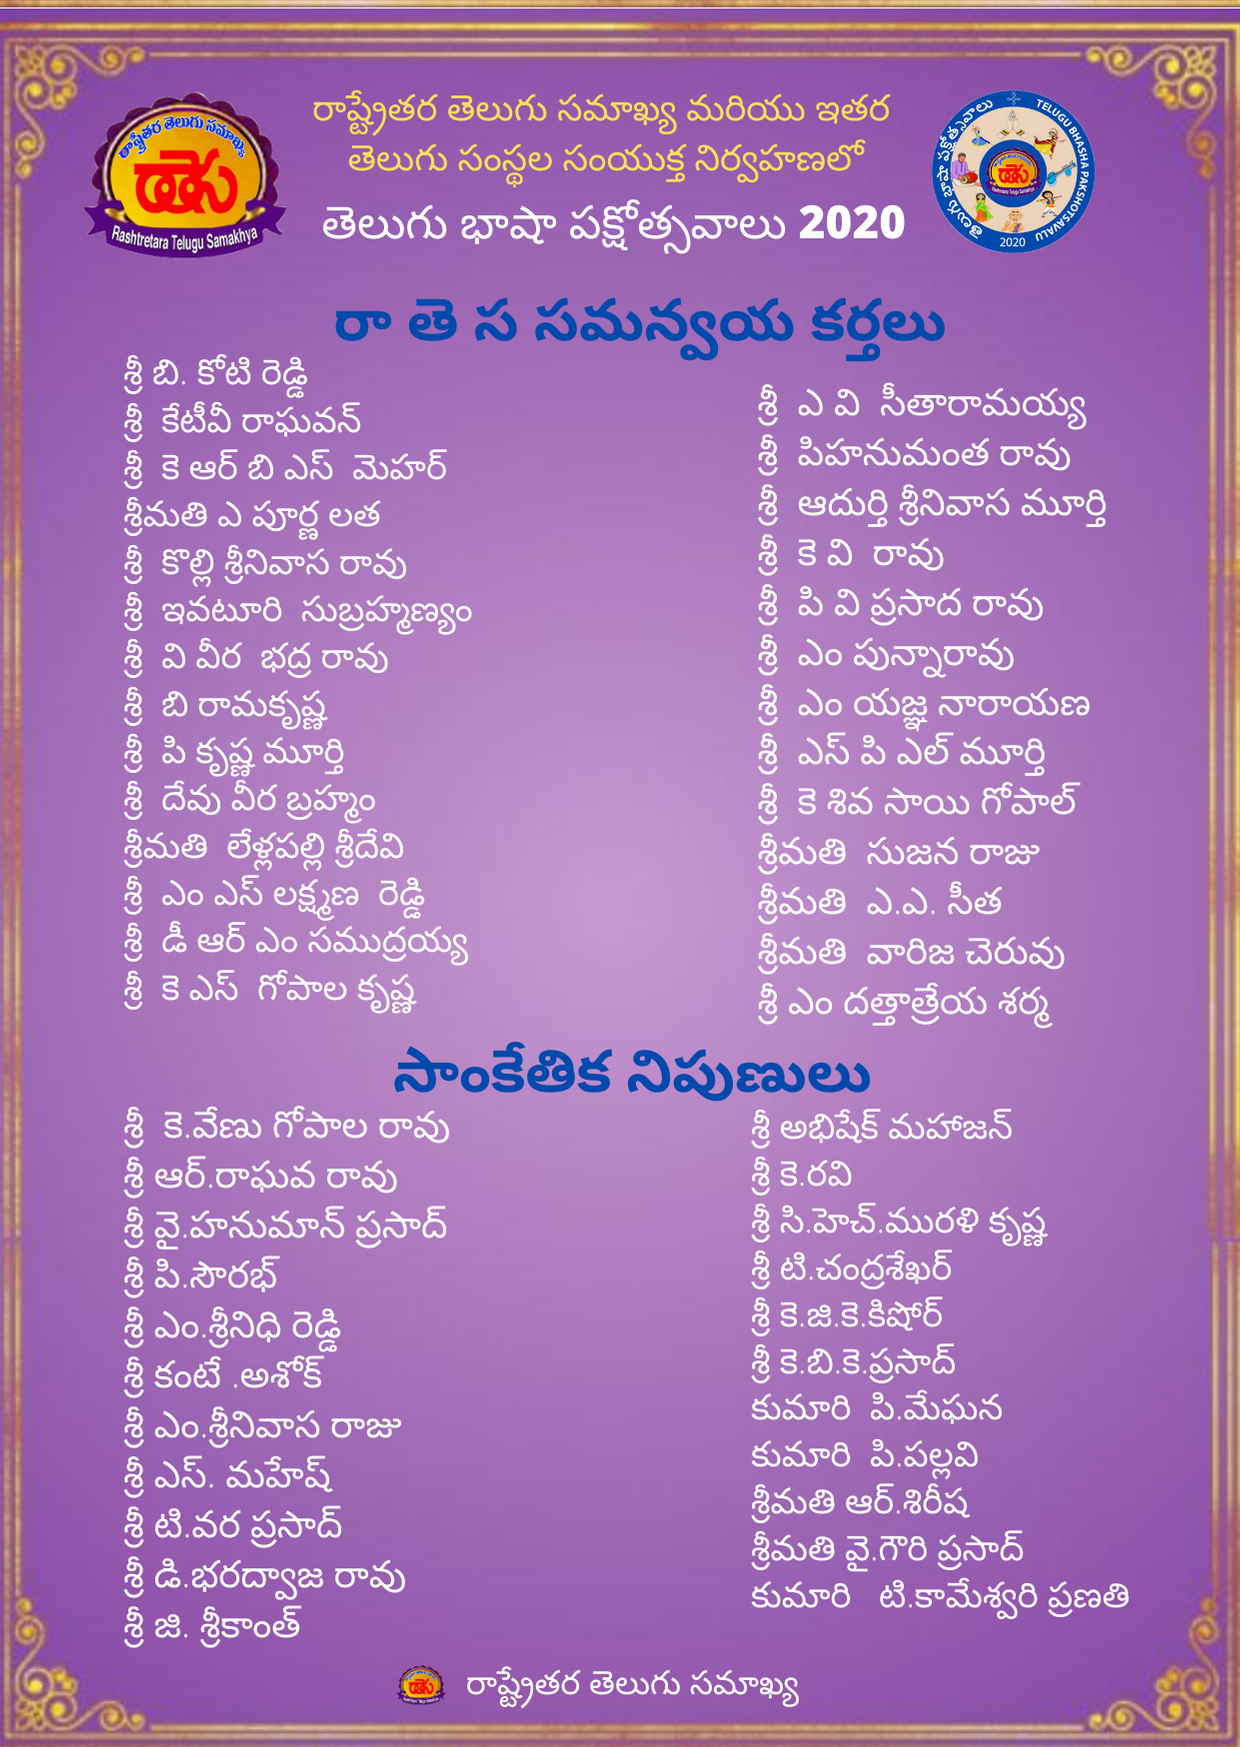 రాష్ట్రేతర తెలుగు సమాఖ్య మరియు ఇతర
తెలుగు సంస్థల సంయుక్త నిర్వహణలో
తెలుగు భాషా పక్షోత్సవాలు 2020
రాష్ట్రేతర తెలుగు సమాఖ్య
రాతెస
Rashtretara Telugu Samakhya
తెలుగు భాషా పక్షోత్సవాలు
TELUGU BHASHA PAKSHOTSAVALU
2020
రా తె స సమన్వయ కర్తలు
శ్రీ బి. కోటి రెడ్డి
శ్రీ కేటీవీ రాఘవన్
శ్రీ కె ఆర్ బి ఎస్ మెహర్
శ్రీమతి ఎ పూర్ణ లత
శ్రీ కొల్లి శ్రీనివాస రావు
శ్రీ ఇవటూరి సుబ్రహ్మణ్యం
శ్రీ వి వీర భద్ర రావు
శ్రీ బి రామకృష్ణ
శ్రీ పి కృష్ణ మూర్తి
శ్రీ దేవు వీర బ్రహ్మం
శ్రీమతి లేళ్లపల్లి శ్రీదేవి
శ్రీ ఎం ఎస్ లక్ష్మణ రెడ్డి
శ్రీ డీ ఆర్ ఎం సముద్రయ్య
శ్రీ కె ఎస్ గోపాల కృష్ణ
శ్రీ ఎ వి సీతారామయ్య
శ్రీ పిహనుమంత రావు
శ్రీ ఆదుర్తి శ్రీనివాస మూర్తి
శ్రీ కె వి రావు
శ్రీ పి వి ప్రసాద రావు
శ్రీ ఎం పున్నారావు
శ్రీ ఎం యజ్ఞ నారాయణ
శ్రీ ఎస్ పి ఎల్ మూర్తి
శ్రీ కె శివ సాయి గోపాల్
శ్రీమతి సుజన రాజు
శ్రీమతి ఎ.ఎ. సీత
శ్రీమతి వారిజ చెరువు
శ్రీ ఎం దత్తాత్రేయ శర్మ
సాంకేతిక నిపుణులు
శ్రీ కె.వేణు గోపాల రావు
శ్రీ ఆర్.రాఘవ రావు
శ్రీ వై.హనుమాన్ ప్రసాద్
శ్రీ పి.సౌరభ్
శ్రీ ఎం.శ్రీనిధి రెడ్డి
శ్రీ కంటే .అశోక్
శ్రీ ఎం.శ్రీనివాస రాజు
శ్రీ ఎస్. మహేష్
శ్రీ టి.వర ప్రసాద్
శ్రీ డి.భరద్వాజ రావు
శ్రీ జి. శ్రీకాంత్
శ్రీ అభిషేక్ మహాజన్
శ్రీ కె.రవి
శ్రీ సి.హెచ్.మురళి కృష్ణ
శ్రీ టి.చంద్రశేఖర్
శ్రీ కె.జి.కె.కిషోర్
శ్రీ కె.బి.కె.ప్రసాద్
కుమారి పి.మేఘన
కుమారి పి.పల్లవి
శ్రీమతి ఆర్.శిరీష
శ్రీమతి వై.గౌరి ప్రసాద్
కుమారి టి.కామేశ్వరి ప్రణతి
రాష్ట్రేతర తెలుగు సమాఖ్య